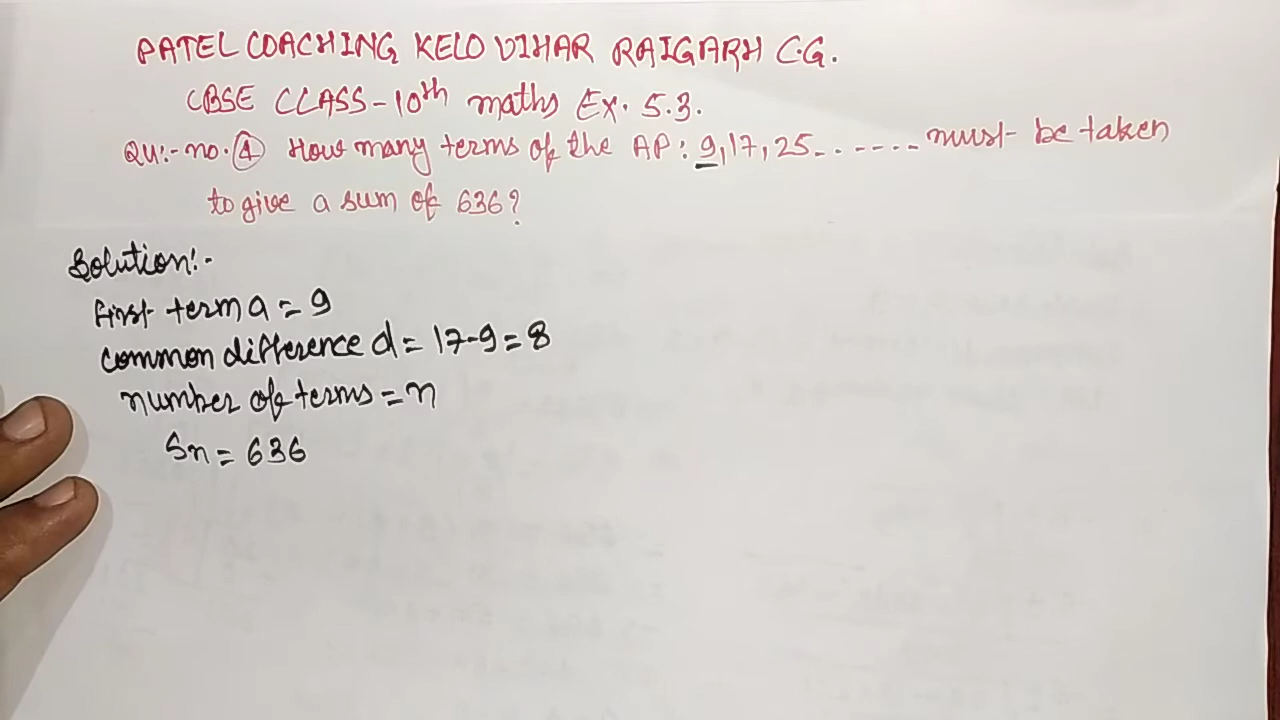 PATEL COACHING KELO VIHAR RAIGARH C.G.
CBSE CLASS-10th maths Ex. 5.3.
QU:- no. 4 How many terms of the AP: 9,17,25....... must be taken
to give a sum of 636?
Solution:-
First term a = 9
Common difference d = 17-9 = 8
number of terms = n
Sn = 636